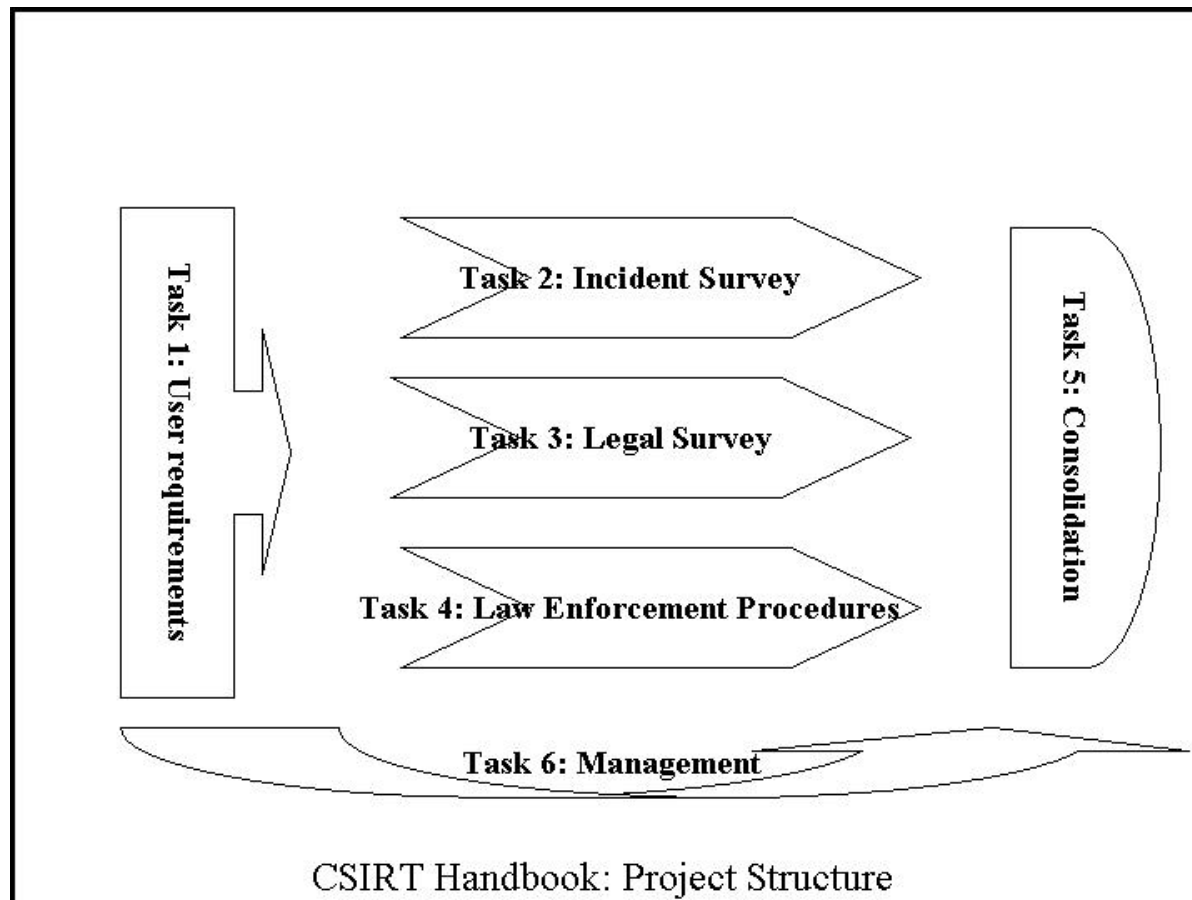 Task 1: User requirements
Task 2: Incident Survey
Task 3: Legal Survey
Task 4: Law Enforcement Procedures
Task 5: Consolidation
Task 6: Management
CSIRT Handbook: Project Structure